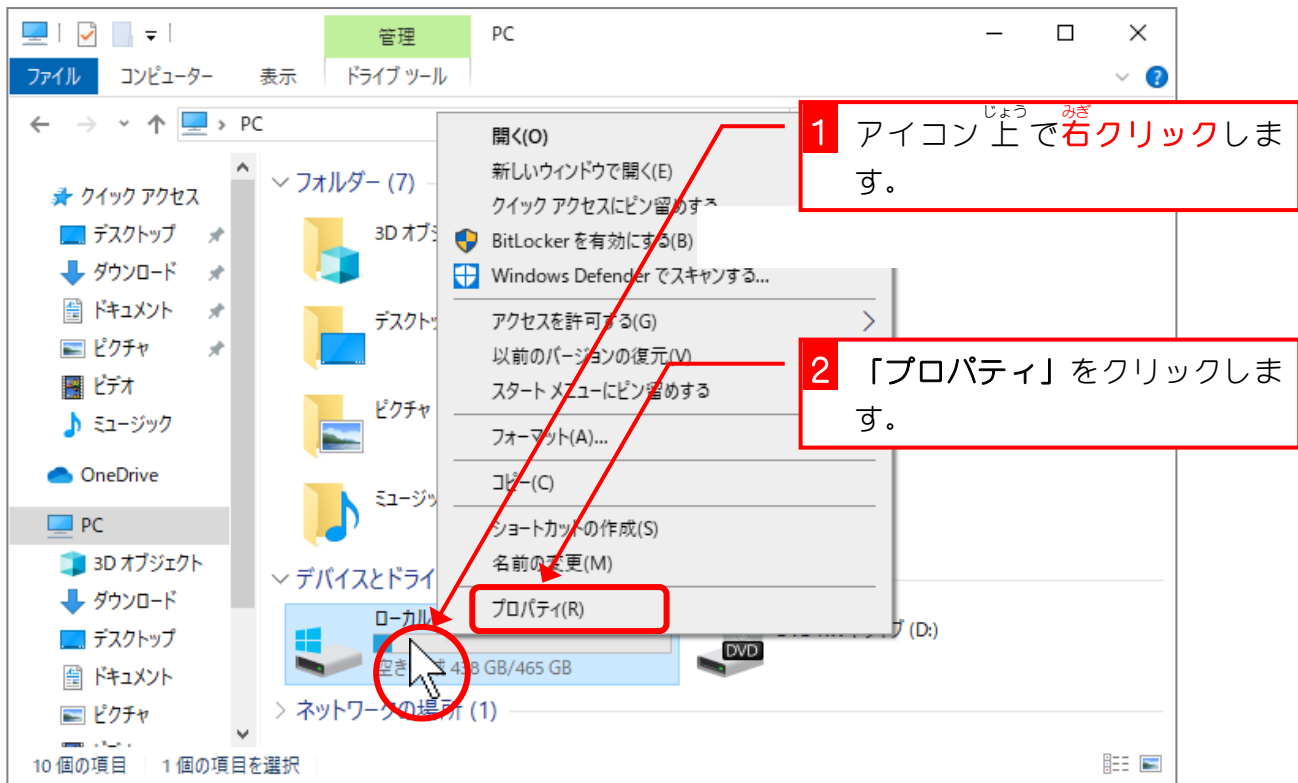 管理
PC
ファイル
コンピューター
表示
ドライブ ツール
PC
クイック アクセス
デスクトップ
ダウンロード
ドキュメント
ピクチャ
ビデオ
ミュージック
OneDrive
PC
3D オブジェクト
ダウンロード
デスクトップ
ドキュメント
ピクチャ
フォルダー (7)
3D オブジ
デスクトッ
ピクチャ
ミュージッ
デバイスとドライ
ローカル
空き 438 GB/465 GB
DVD
(D:)
ネットワークの場所 (1)
開く(O)
新しいウィンドウで開く(E)
クイック アクセスにピン留めする
BitLocker を有効にする(B)
Windows Defender でスキャンする...
アクセスを許可する(G)
以前のバージョンの復元(V)
スタート メニューにピン留めする
フォーマット(A)...
コピー(C)
ショートカットの作成(S)
名前の変更(M)
プロパティ(R)
じょう みぎ
1 アイコン上で右クリックしま
す。
2 「プロパティ」をクリックしま
す。
10 個の項目
1 個の項目を選択